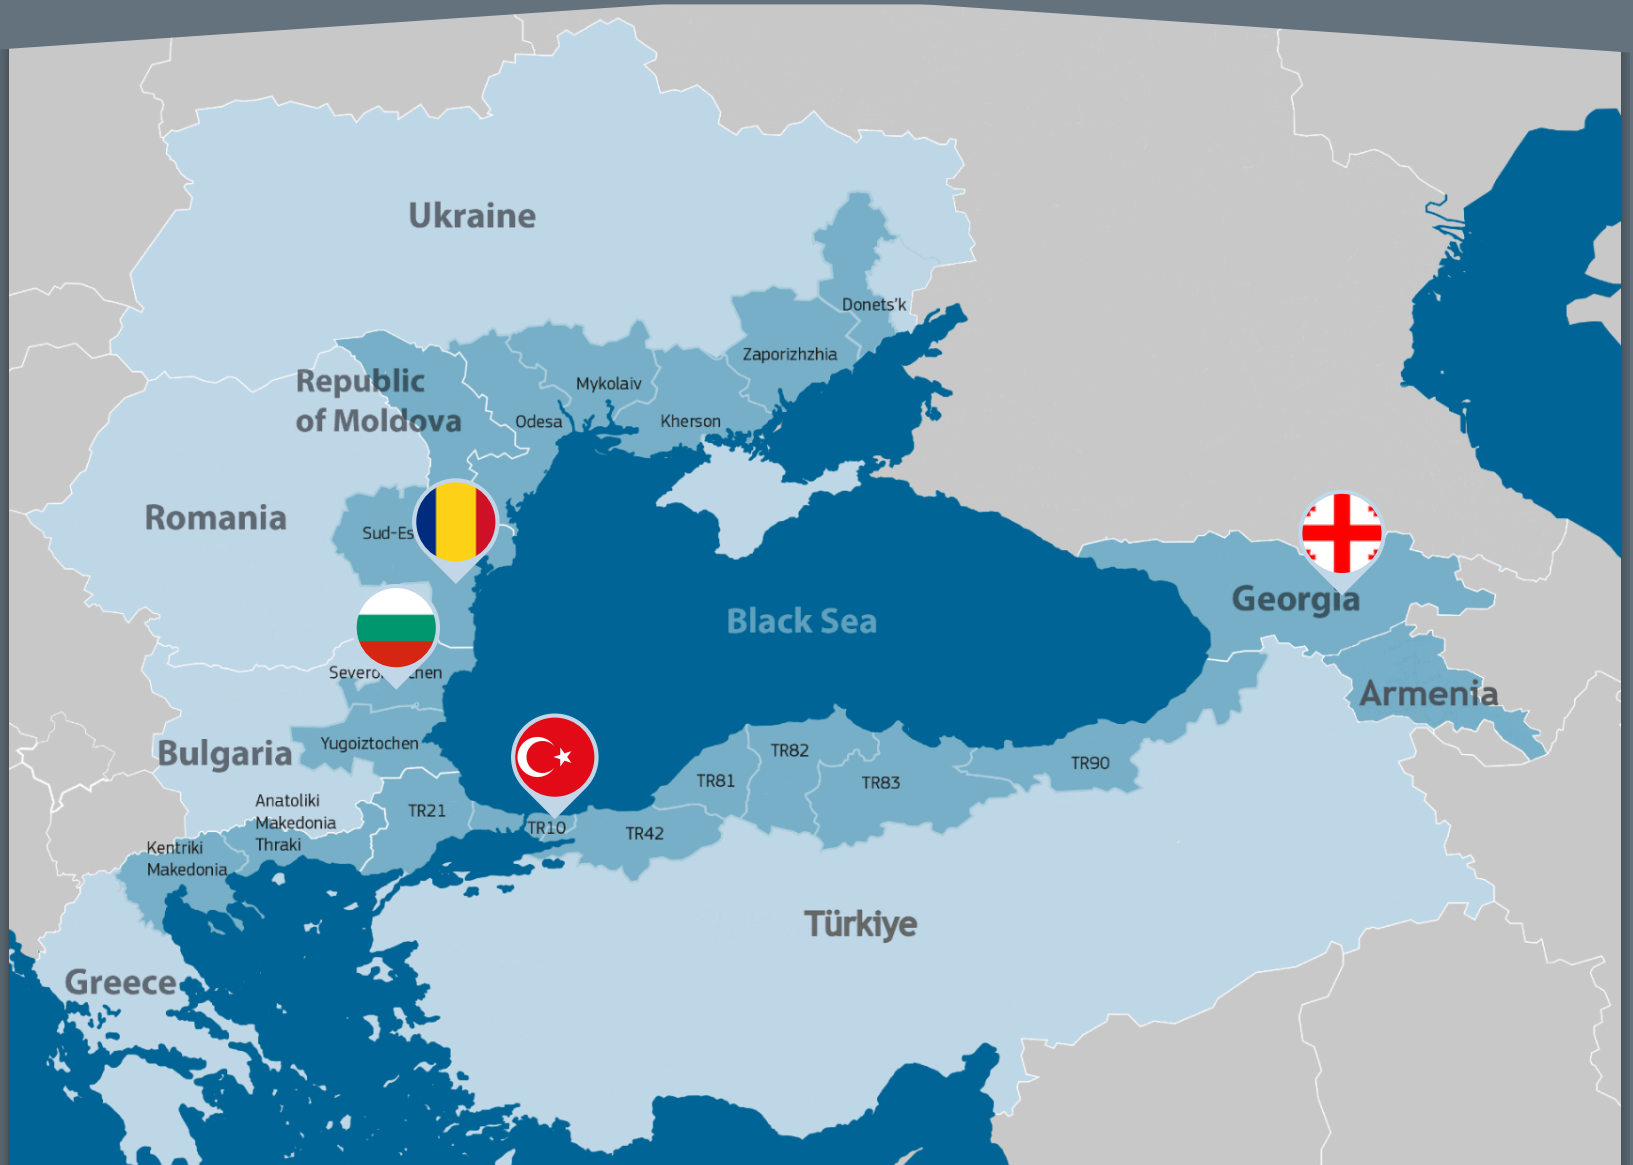 Ukraine
Donets'k
Zaporizhzhia
Republic
of Moldova
Mykolaiv
Odesa
Kherson
Romania
Georgia
Black Sea
Armenia
Bulgaria
Yugoiztochen
TR82
TR90
TR81
TR83
Anatoliki
Makedonia
Thraki
TR21
TR10
TR42
Kentriki
Makedonia
Türkiye
Greece